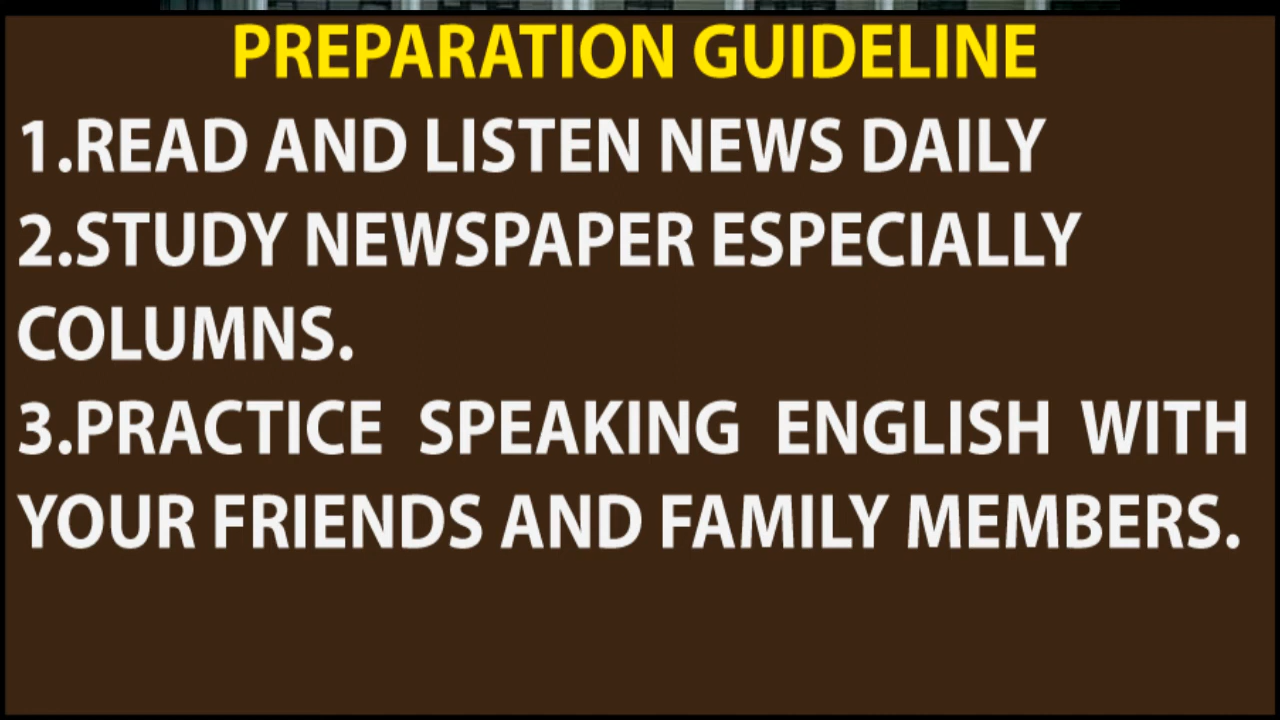 PREPARATION GUIDELINE
1.READ AND LISTEN NEWS DAILY
2.STUDY NEWSPAPER ESPECIALLY
COLUMNS.
3.PRACTICE SPEAKING ENGLISH WITH
YOUR FRIENDS AND FAMILY MEMBERS.